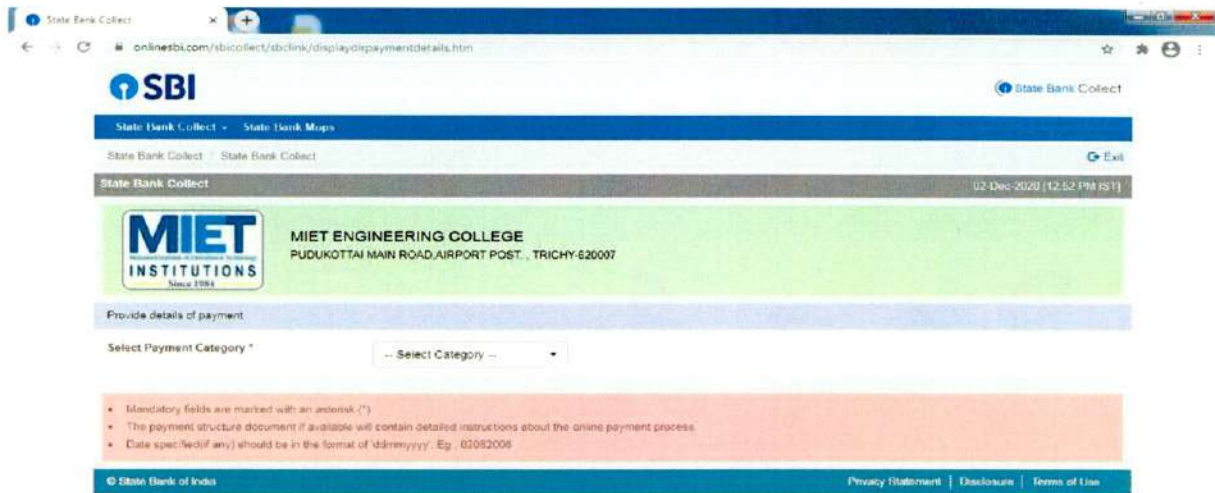 State Bank Collect
onlinesbi.com/sbicollect/sbclink/displaydirpaymentdetails.htm
SBI
State Bank Collect
State Bank Collect State Bank Mops
State Bank Collect / State Bank Collect
Exit
State Bank Collect
02-Dec-2020 [12:52 PM IST]
MIET
INSTITUTIONS
Since 1984
MIET ENGINEERING COLLEGE
PUDUKOTTAI MAIN ROAD,AIRPORT POST, , TRICHY-620007
Provide details of payment
Select Payment Category *
-- Select Category --
Mandatory fields are marked with an asterisk (*)
The payment structure document if available will contain detailed instructions about the online payment process.
Date specified(if any) should be in the format of 'ddmmyyyy'. Eg., 02082008
© State Bank of India
Privacy Statement | Disclosure | Terms of Use